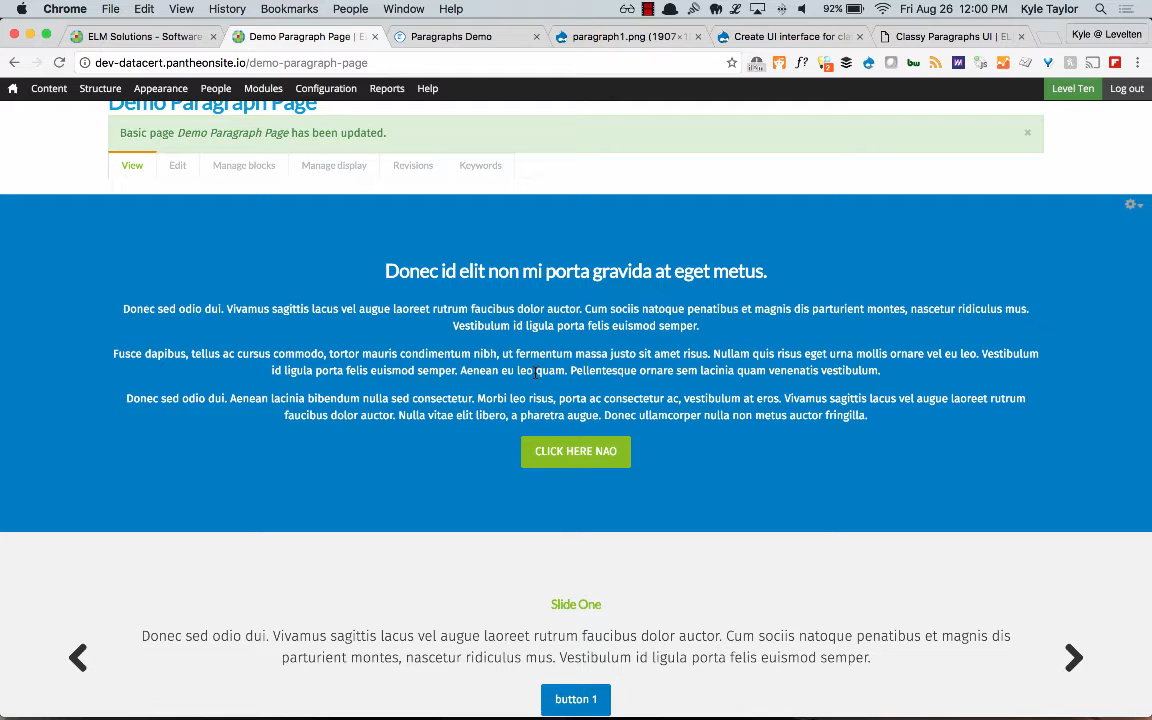 Chrome File Edit View History Bookmarks People Window Help 92% Fri Aug 26 12:00 PM Kyle Taylor
ELM Solutions - Software Demo Paragraph Page | E Paragraphs Demo paragraph1.png (1907×1 Create UI interface for cla Classy Paragraphs UI | EL Kyle @ Levelten
dev-datacert.pantheonsite.io/demo-paragraph-page
Content Structure Appearance People Modules Configuration Reports Help Level Ten Log out
Demo Paragraph Page
Basic page Demo Paragraph Page has been updated. ×
View Edit Manage blocks Manage display Revisions Keywords
Donec id elit non mi porta gravida at eget metus.
Donec sed odio dui. Vivamus sagittis lacus vel augue laoreet rutrum faucibus dolor auctor. Cum sociis natoque penatibus et magnis dis parturient montes, nascetur ridiculus mus.
Vestibulum id ligula porta felis euismod semper.
Fusce dapibus, tellus ac cursus commodo, tortor mauris condimentum nibh, ut fermentum massa justo sit amet risus. Nullam quis risus eget urna mollis ornare vel eu leo. Vestibulum
id ligula porta felis euismod semper. Aenean eu leo quam. Pellentesque ornare sem lacinia quam venenatis vestibulum.
Donec sed odio dui. Aenean lacinia bibendum nulla sed consectetur. Morbi leo risus, porta ac consectetur ac, vestibulum at eros. Vivamus sagittis lacus vel augue laoreet rutrum
faucibus dolor auctor. Nulla vitae elit libero, a pharetra augue. Donec ullamcorper nulla non metus auctor fringilla.
CLICK HERE NAO
Slide One
Donec sed odio dui. Vivamus sagittis lacus vel augue laoreet rutrum faucibus dolor auctor. Cum sociis natoque penatibus et magnis dis
parturient montes, nascetur ridiculus mus. Vestibulum id ligula porta felis euismod semper.
button 1